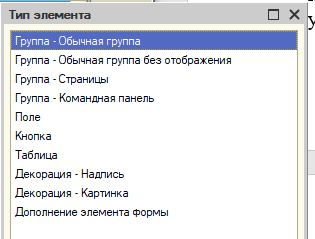 Тип элемента
Группа - Обычная группа
Группа - Обычная группа без отображения
Группа - Страницы
Группа - Командная панель
Поле
Кнопка
Таблица
Декорация - Надпись
Декорация - Картинка
Дополнение элемента формы